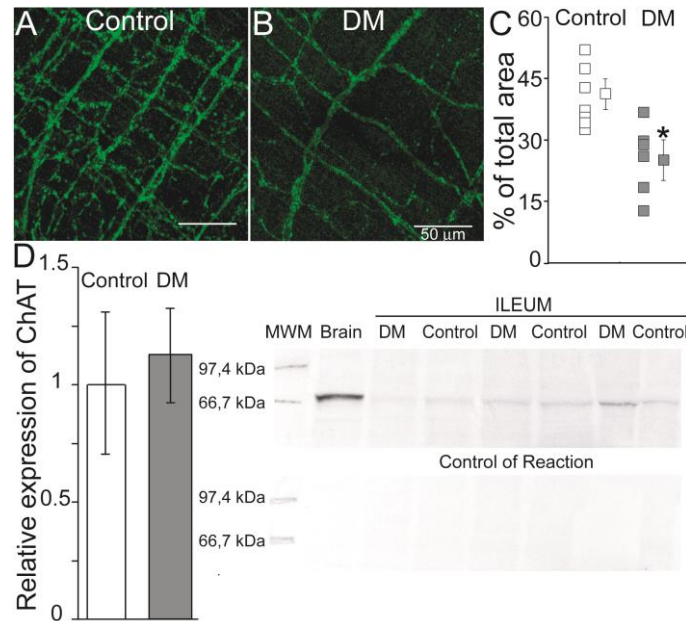 A Control
B DM
50 µm
C
Control DM
% of total area
60
45
30
15
0
*
D
Relative expression of ChAT
1.5
1
0.5
0
Control DM
ILEUM
MWM Brain DM Control DM Control DM Control
97,4 kDa
66,7 kDa
Control of Reaction
97,4 kDa
66,7 kDa